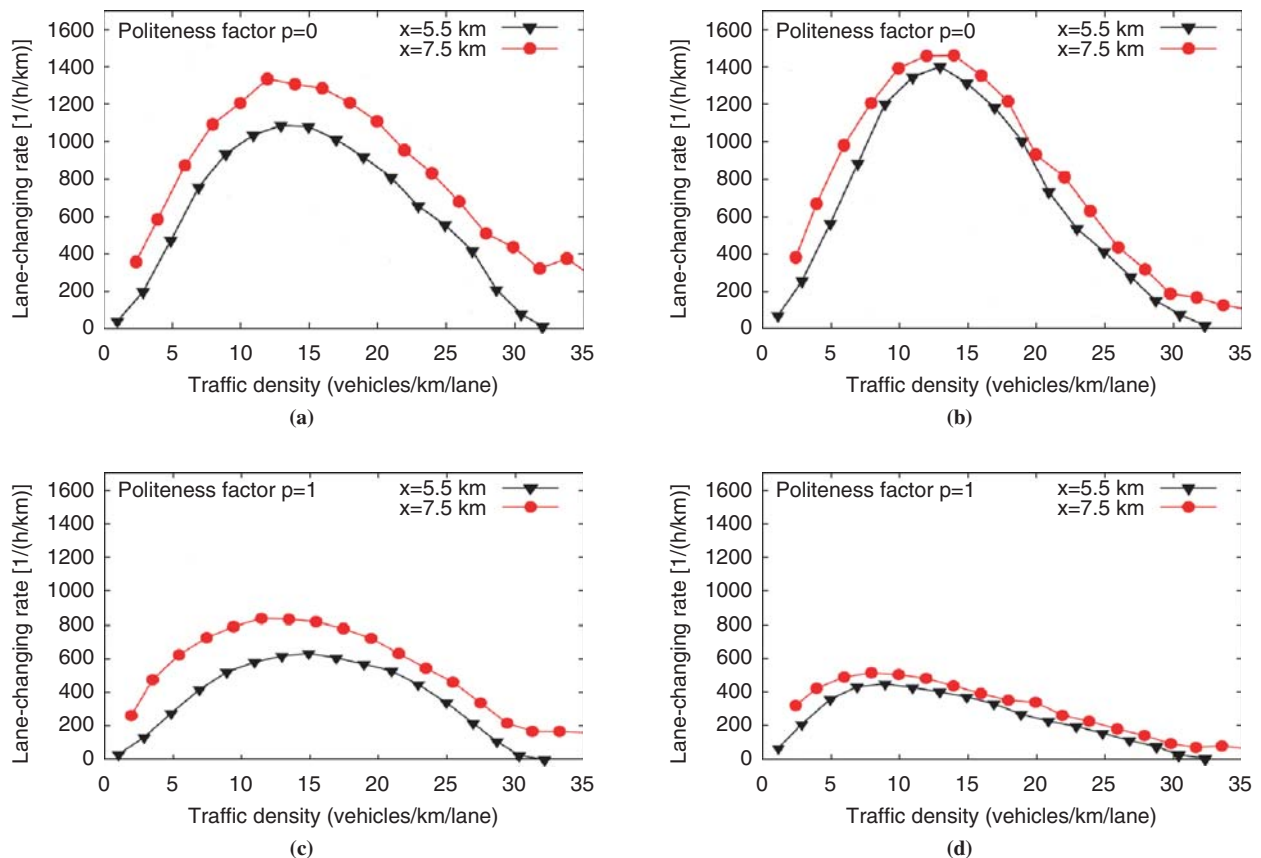 Politeness factor p=0
x=5.5 km
x=7.5 km
Lane-changing rate [1/(h/km)]
1600
1400
1200
1000
800
600
400
200
0
0 5 10 15 20 25 30 35
Traffic density (vehicles/km/lane)
(a)
Politeness factor p=0
x=5.5 km
x=7.5 km
Lane-changing rate [1/(h/km)]
1600
1400
1200
1000
800
600
400
200
0
0 5 10 15 20 25 30 35
Traffic density (vehicles/km/lane)
(b)
Politeness factor p=1
x=5.5 km
x=7.5 km
Lane-changing rate [1/(h/km)]
1600
1400
1200
1000
800
600
400
200
0
0 5 10 15 20 25 30 35
Traffic density (vehicles/km/lane)
(c)
Politeness factor p=1
x=5.5 km
x=7.5 km
Lane-changing rate [1/(h/km)]
1600
1400
1200
1000
800
600
400
200
0
0 5 10 15 20 25 30 35
Traffic density (vehicles/km/lane)
(d)